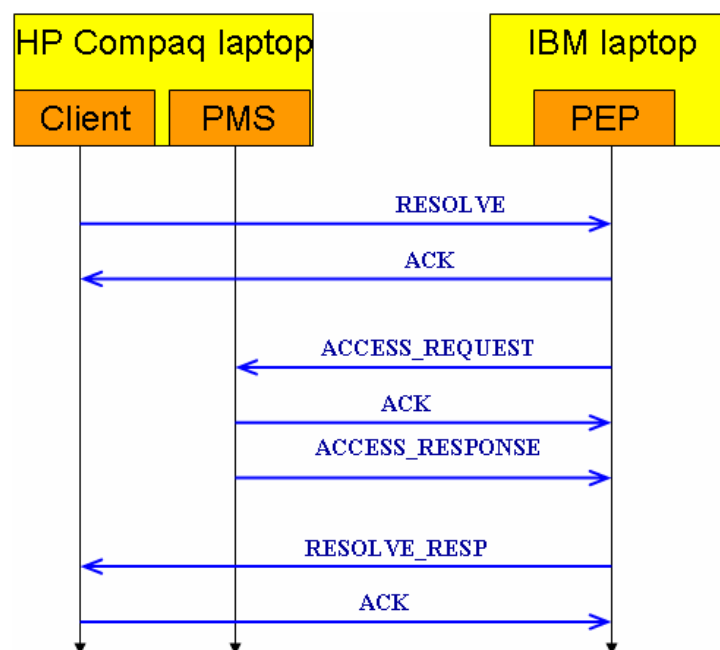 HP Compaq laptop
IBM laptop
Client
PMS
PEP
RESOLVE
ACK
ACCESS_REQUEST
ACK
ACCESS_RESPONSE
RESOLVE_RESP
ACK